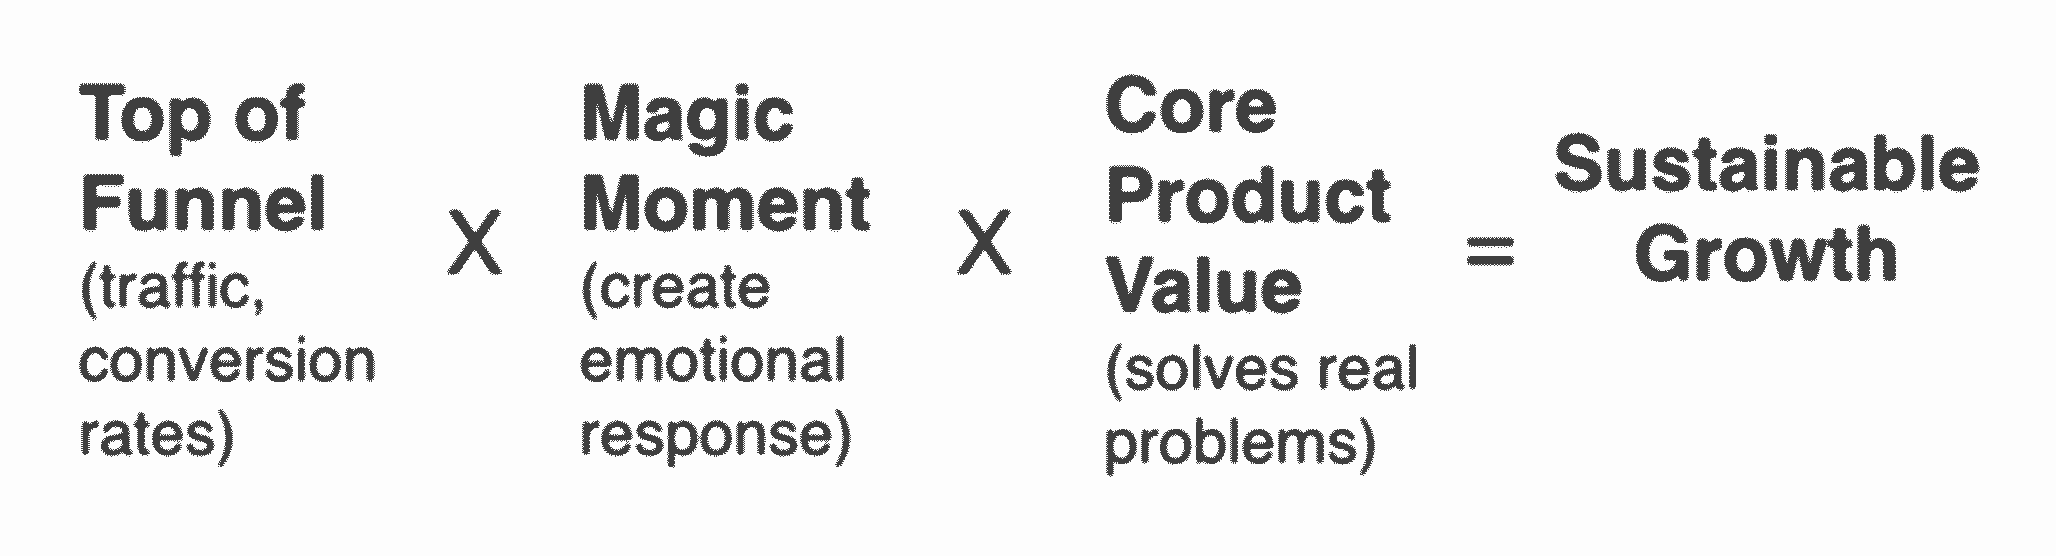 Top of
Funnel
(traffic,
conversion
rates)
X
Magic
Moment
(create
emotional
response)
X
Core
Product
Value
(solves real
problems)
=
Sustainable
Growth